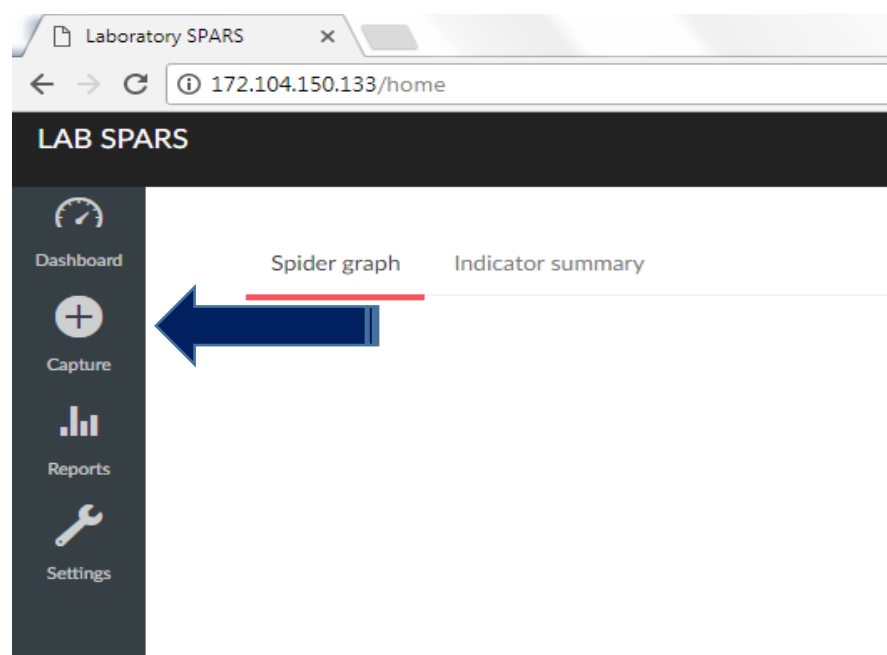 Laboratory SPARS
172.104.150.133/home
LAB SPARS
Dashboard
Spider graph Indicator summary
Capture
Reports
Settings